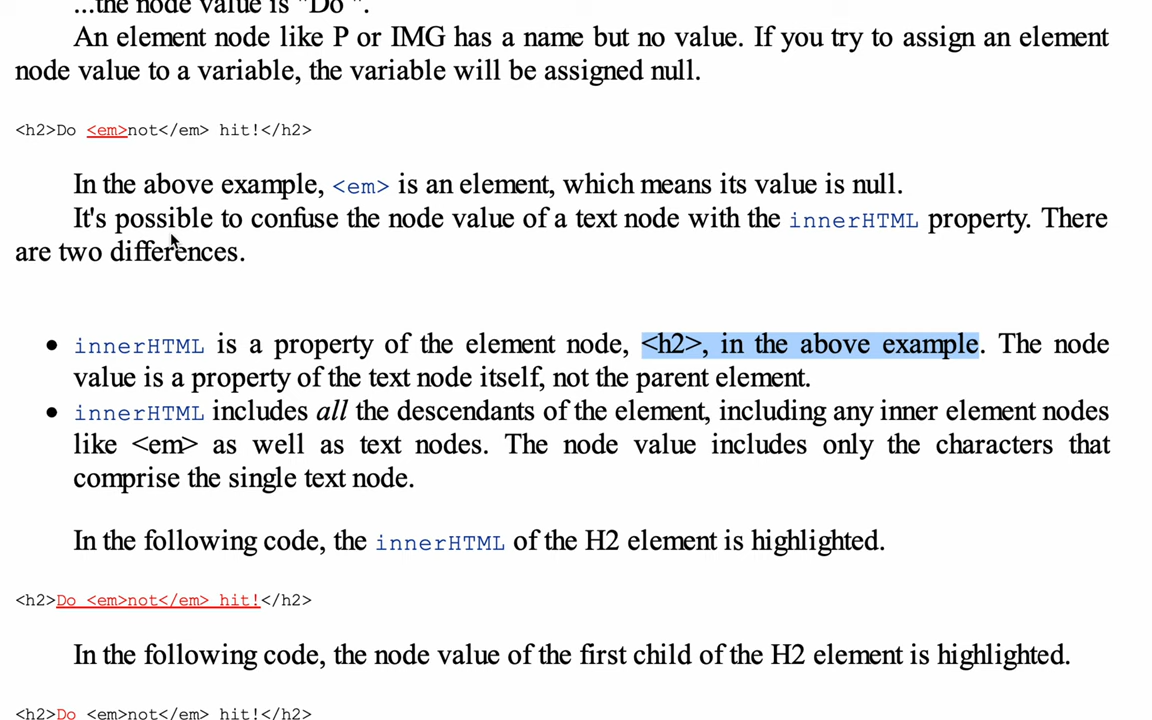 ...the node value is "Do ".
An element node like P or IMG has a name but no value. If you try to assign an element
node value to a variable, the variable will be assigned null.
<h2>Do <em>not</em> hit!</h2>
In the above example, <em> is an element, which means its value is null.
It's possible to confuse the node value of a text node with the innerHTML property. There
are two differences.
• innerHTML is a property of the element node, <h2>, in the above example. The node
value is a property of the text node itself, not the parent element.
• innerHTML includes all the descendants of the element, including any inner element nodes
like <em> as well as text nodes. The node value includes only the characters that
comprise the single text node.
In the following code, the innerHTML of the H2 element is highlighted.
<h2>Do <em>not</em> hit!</h2>
In the following code, the node value of the first child of the H2 element is highlighted.
<h2>Do <em>not</em> hit!</h2>